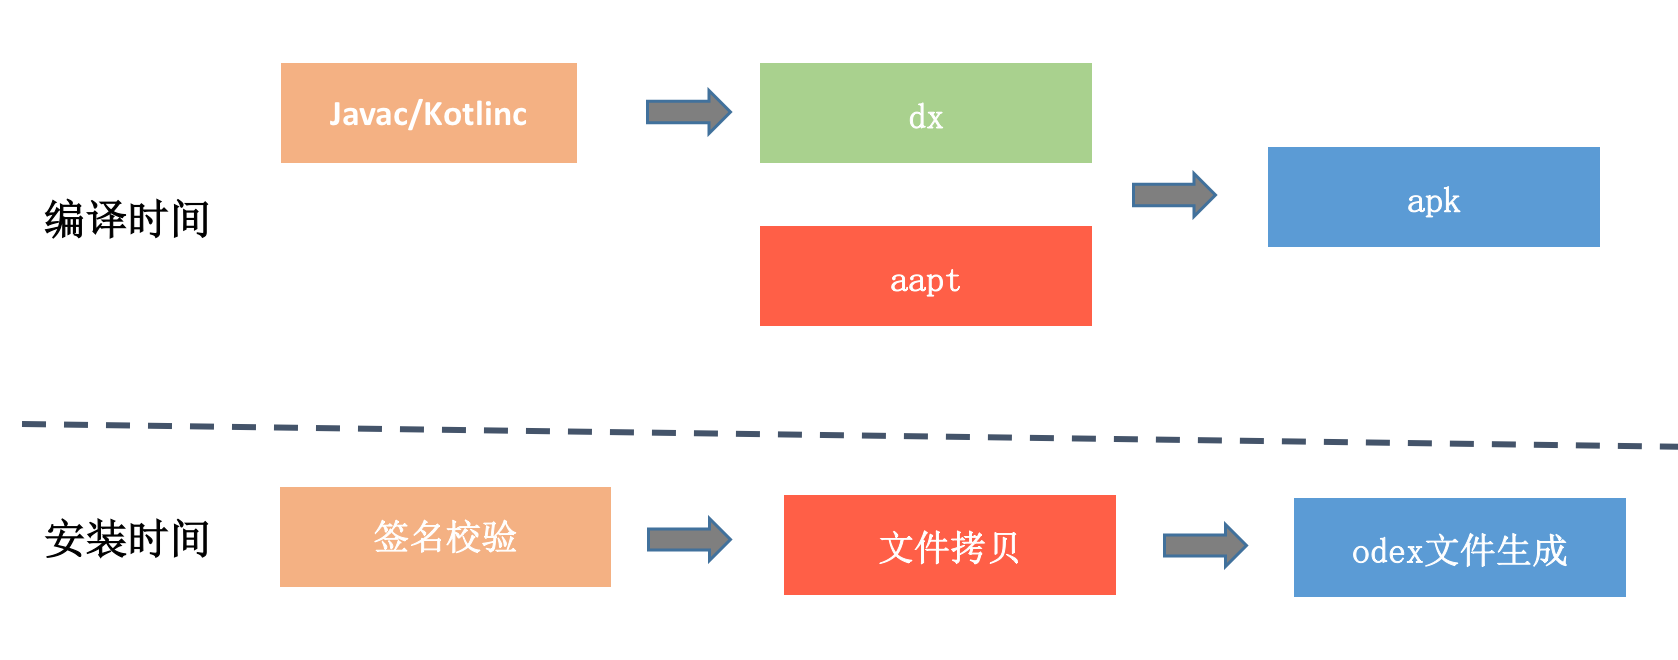 编译时间
Javac/Kotlinc
dx
aapt
apk
安装时间
签名校验
文件拷贝
odex文件生成